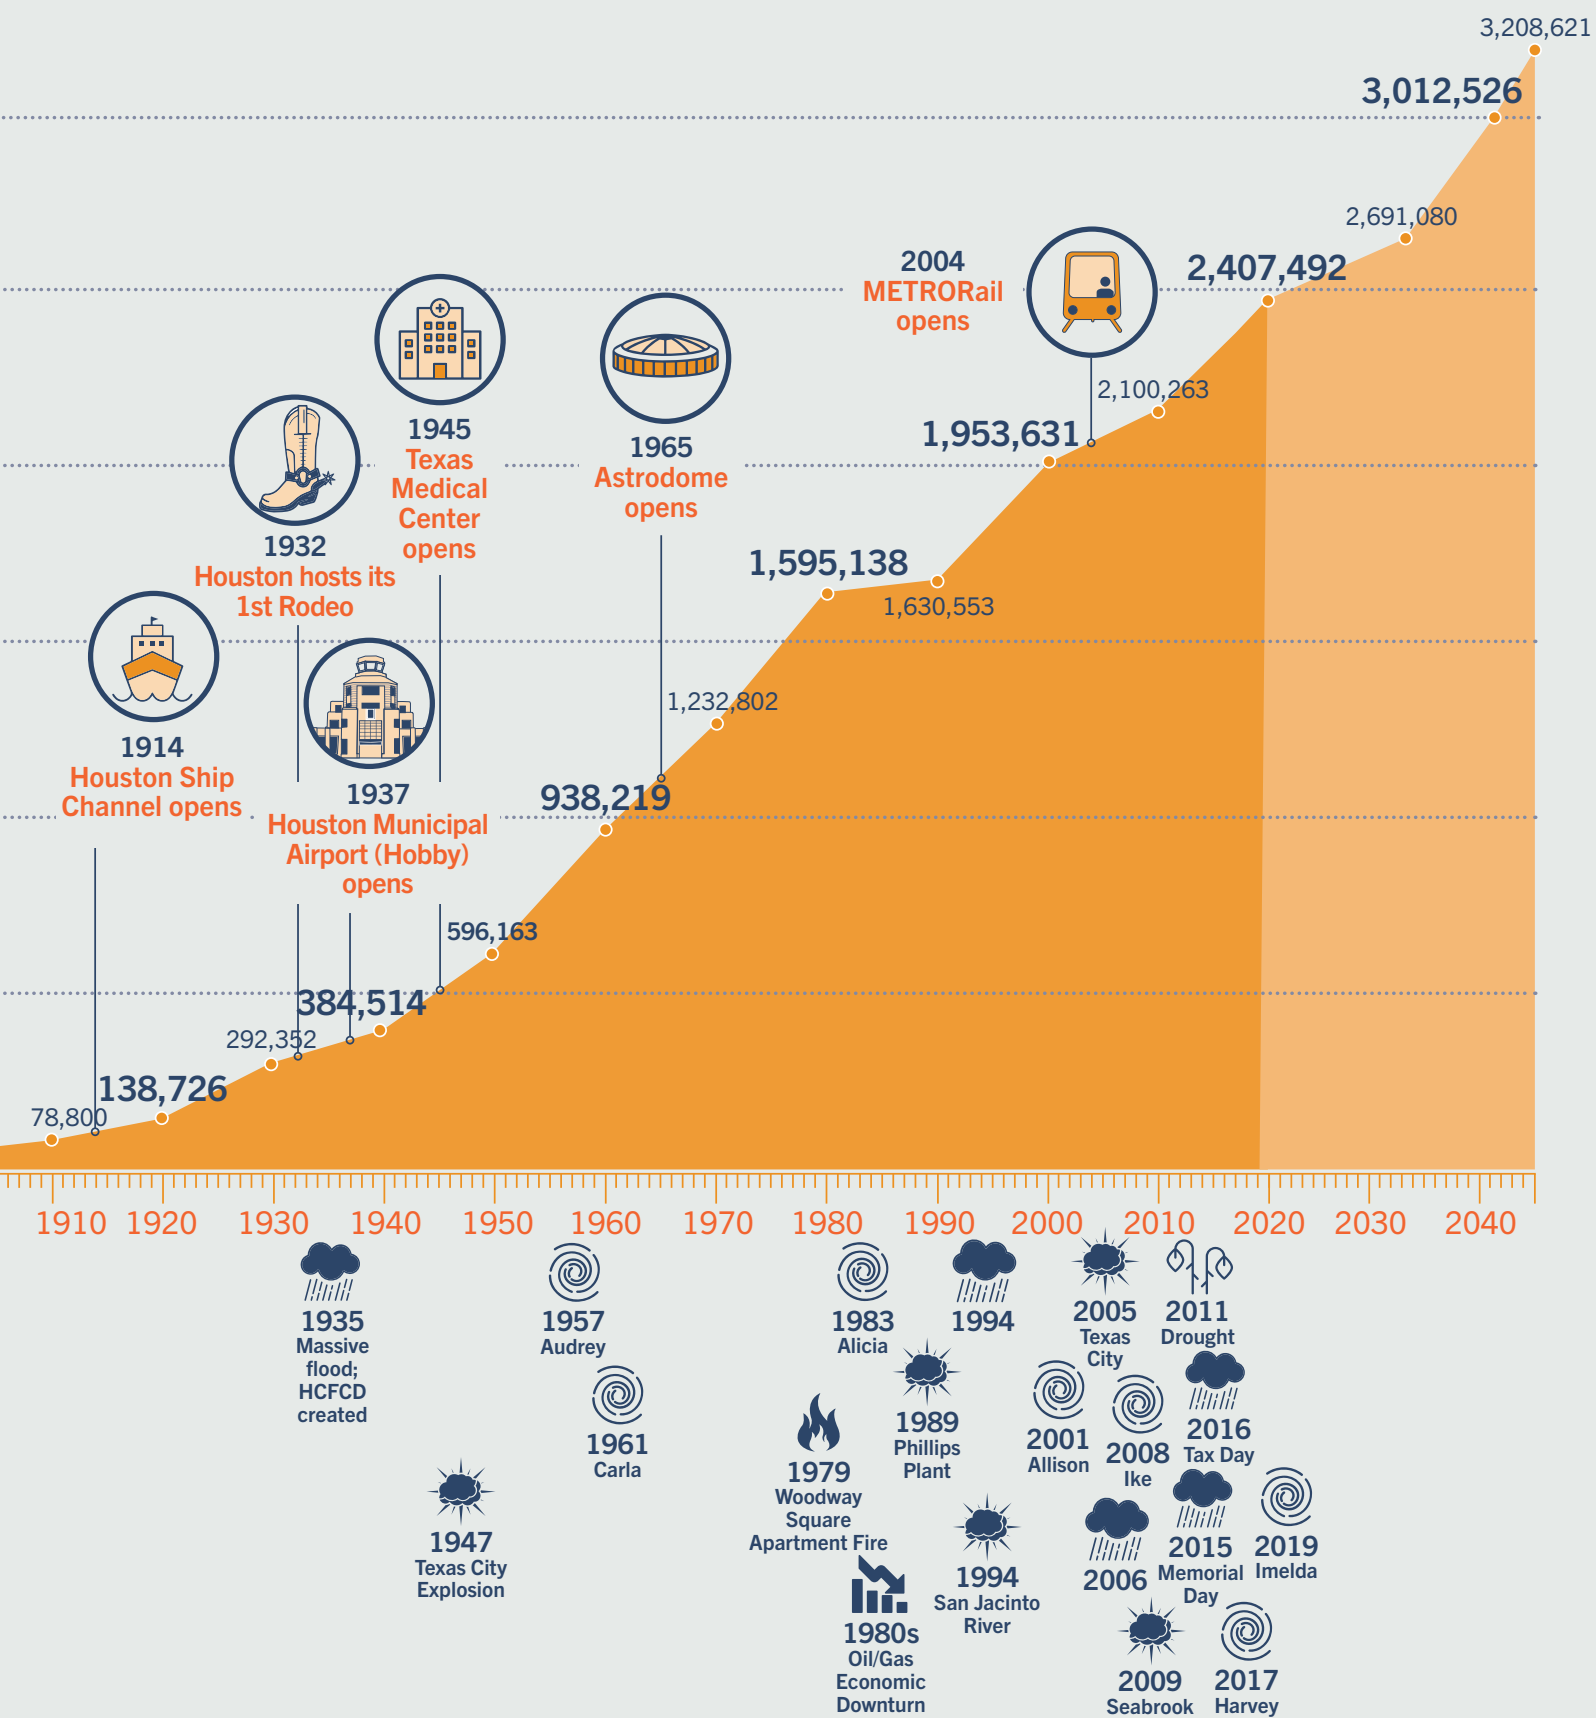 3,208,621
3,012,526
2,691,080
2,407,492
2004
METRORail
opens
2,100,263
1,953,631
1945
Texas
Medical
Center
opens
1965
Astrodome
opens
1932
Houston hosts its
1st Rodeo
1,595,138
1,630,553
1914
Houston Ship
Channel opens
1937
Houston Municipal
Airport (Hobby)
opens
1,232,802
938,219
596,163
384,514
292,352
138,726
78,800
1910 1920 1930 1940 1950 1960 1970 1980 1990 2000 2010 2020 2030 2040
1935
Massive
flood;
HCFCD
created
1957
Audrey
1983
Alicia
1994
2005
Texas
City
2011
Drought
1961
Carla
1989
Phillips
Plant
2001
Allison
2008
Ike
2016
Tax Day
1979
Woodway
Square
Apartment Fire
1947
Texas City
Explosion
1994
San Jacinto
River
2006
2015
Memorial
Day
2019
Imelda
1980s
Oil/Gas
Economic
Downturn
2009
Seabrook
2017
Harvey